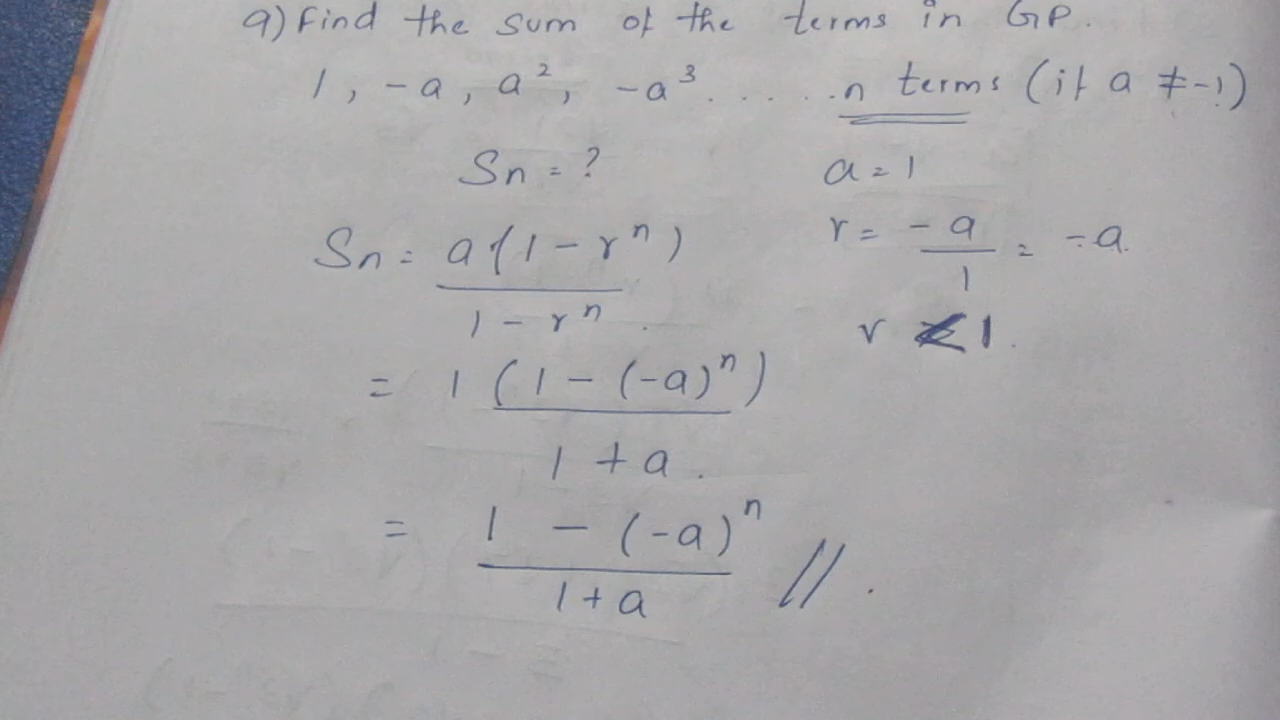 9) Find the sum of the terms in GP.
1, -a, a², -a³ . . . . . n terms (if a ≠ -1)
Sn = ? a = 1
Sn = a(1 - rⁿ) / 1 - rⁿ r = -a / 1 = -a.
r < 1.
= 1 (1 - (-a)ⁿ) / 1 + a.
= 1 - (-a)ⁿ / 1 + a //.